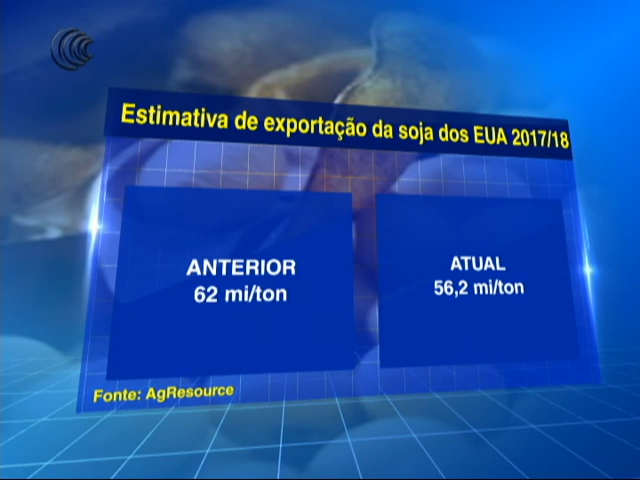 Estimativa de exportação da soja dos EUA 2017/18
ANTERIOR
62 mi/ton
ATUAL
56,2 mi/ton
Fonte: AgResource